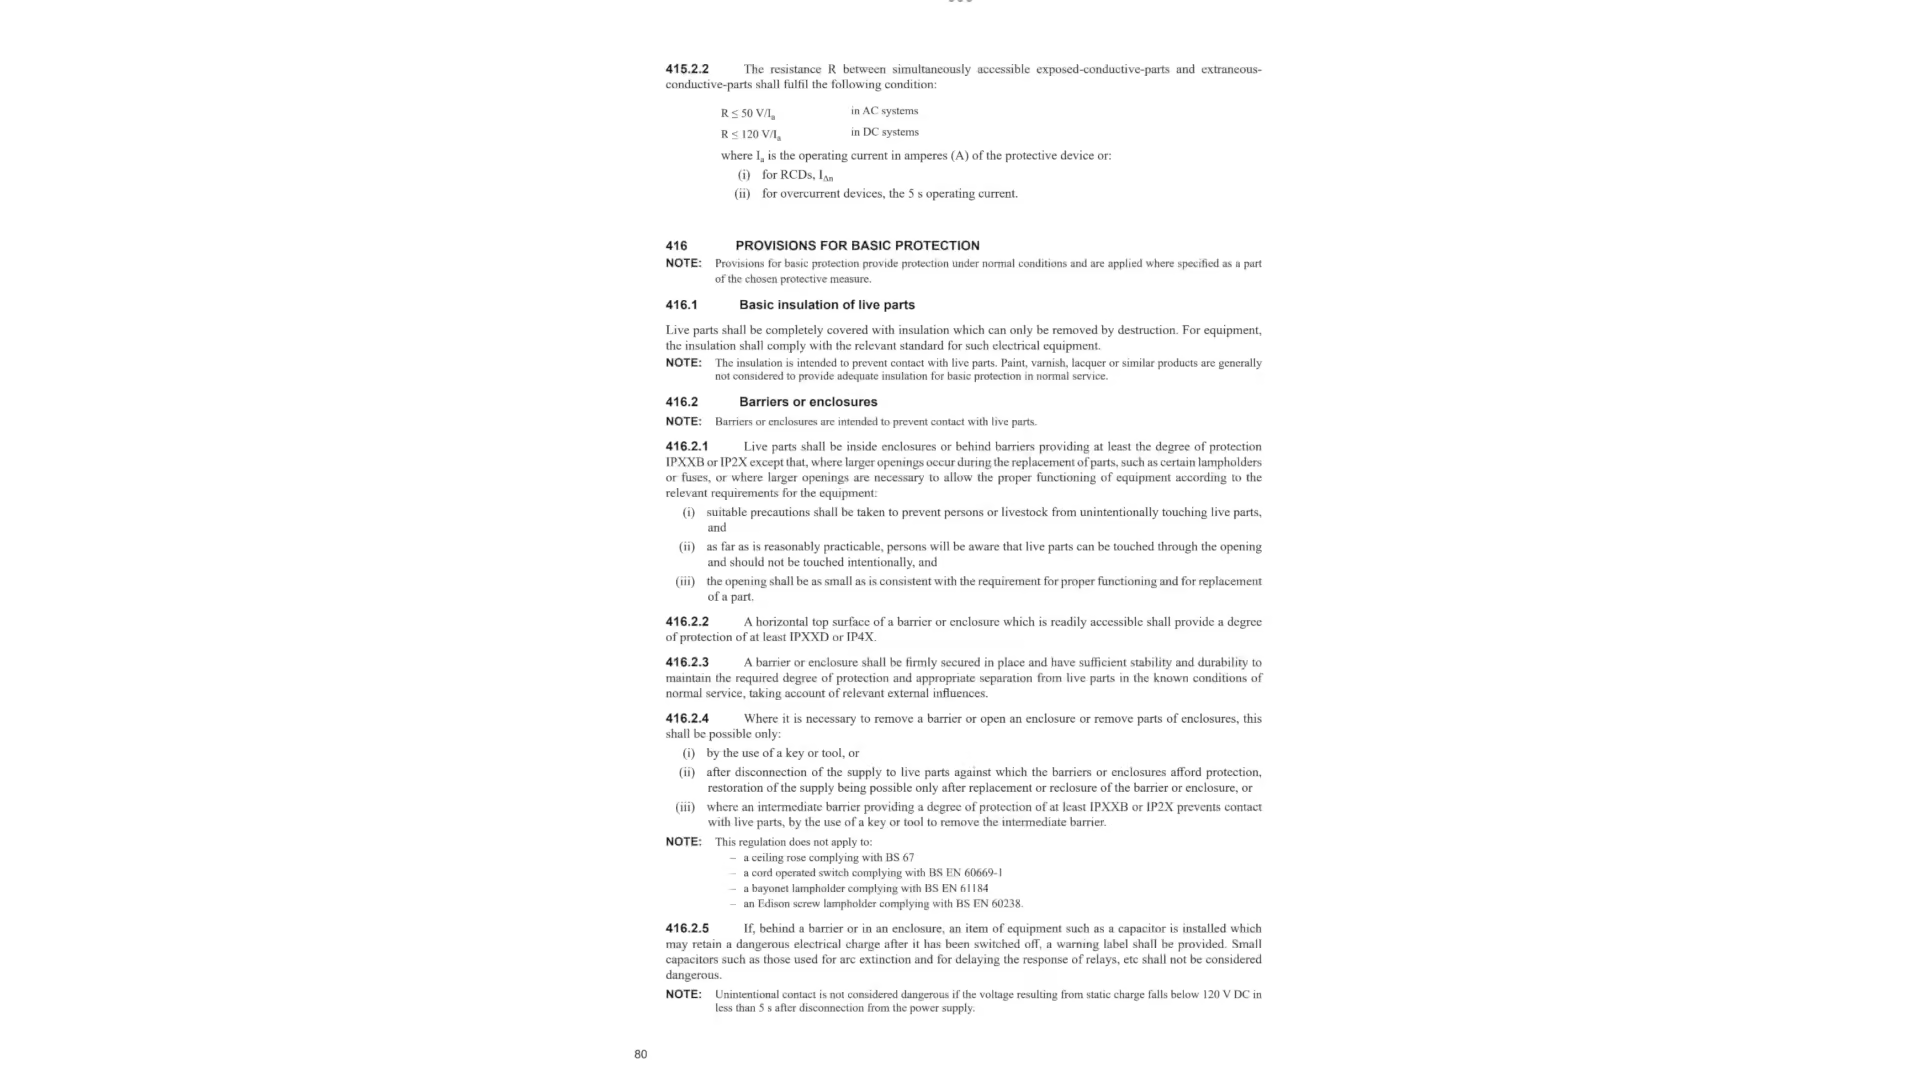 415.2.2 The resistance R between simultaneously accessible exposed-conductive-parts and extraneous-
conductive-parts shall fulfil the following condition:
R ≤ 50 V/Ia in AC systems
R ≤ 120 V/Ia in DC systems
where Ia is the operating current in amperes (A) of the protective device or:
(i) for RCDs, IΔn
(ii) for overcurrent devices, the 5 s operating current.
416 PROVISIONS FOR BASIC PROTECTION
NOTE: Provisions for basic protection provide protection under normal conditions and are applied where specified as a part
of the chosen protective measure.
416.1 Basic insulation of live parts
Live parts shall be completely covered with insulation which can only be removed by destruction. For equipment,
the insulation shall comply with the relevant standard for such electrical equipment.
NOTE: The insulation is intended to prevent contact with live parts. Paint, varnish, lacquer or similar products are generally
not considered to provide adequate insulation for basic protection in normal service.
416.2 Barriers or enclosures
NOTE: Barriers or enclosures are intended to prevent contact with live parts.
416.2.1 Live parts shall be inside enclosures or behind barriers providing at least the degree of protection
IPXXB or IP2X except that, where larger openings occur during the replacement of parts, such as certain lampholders
or fuses, or where larger openings are necessary to allow the proper functioning of equipment according to the
relevant requirements for the equipment:
(i) suitable precautions shall be taken to prevent persons or livestock from unintentionally touching live parts,
and
(ii) as far as is reasonably practicable, persons will be aware that live parts can be touched through the opening
and should not be touched intentionally, and
(iii) the opening shall be as small as is consistent with the requirement for proper functioning and for replacement
of a part.
416.2.2 A horizontal top surface of a barrier or enclosure which is readily accessible shall provide a degree
of protection of at least IPXXD or IP4X.
416.2.3 A barrier or enclosure shall be firmly secured in place and have sufficient stability and durability to
maintain the required degree of protection and appropriate separation from live parts in the known conditions of
normal service, taking account of relevant external influences.
416.2.4 Where it is necessary to remove a barrier or open an enclosure or remove parts of enclosures, this
shall be possible only:
(i) by the use of a key or tool, or
(ii) after disconnection of the supply to live parts against which the barriers or enclosures afford protection,
restoration of the supply being possible only after replacement or reclosure of the barrier or enclosure, or
(iii) where an intermediate barrier providing a degree of protection of at least IPXXB or IP2X prevents contact
with live parts, by the use of a key or tool to remove the intermediate barrier.
NOTE: This regulation does not apply to:
– a ceiling rose complying with BS 67
– a cord operated switch complying with BS EN 60669-1
– a bayonet lampholder complying with BS EN 61184
– an Edison screw lampholder complying with BS EN 60238.
416.2.5 If, behind a barrier or in an enclosure, an item of equipment such as a capacitor is installed which
may retain a dangerous electrical charge after it has been switched off, a warning label shall be provided. Small
capacitors such as those used for arc extinction and for delaying the response of relays, etc shall not be considered
dangerous.
NOTE: Unintentional contact is not considered dangerous if the voltage resulting from static charge falls below 120 V DC in
less than 5 s after disconnection from the power supply.
80